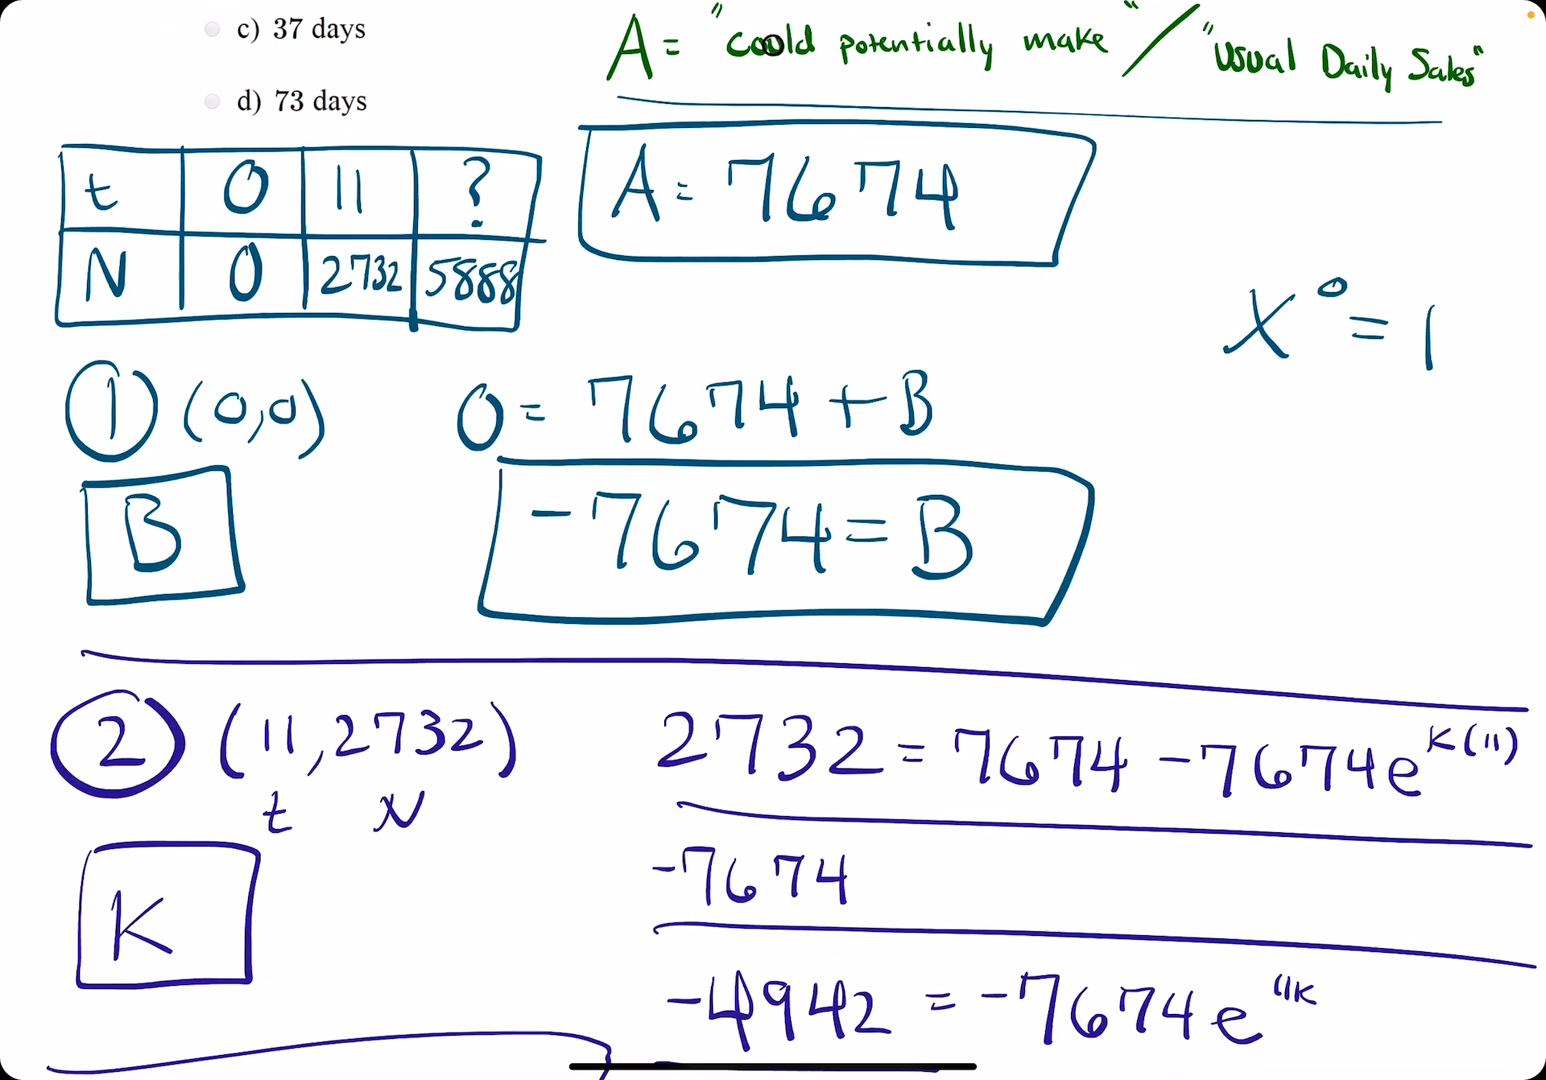 c) 37 days
A = "could potentially make" / "Usual Daily Sales"
d) 73 days
t 0 11 ?
N 0 2732 5888
A = 7674
x⁰ = 1
① (0,0) 0 = 7674 + B
B
-7674 = B
② (11, 2732) 2732 = 7674 - 7674e^K(11)
t N
-7674
K
-4942 = -7674e^11K